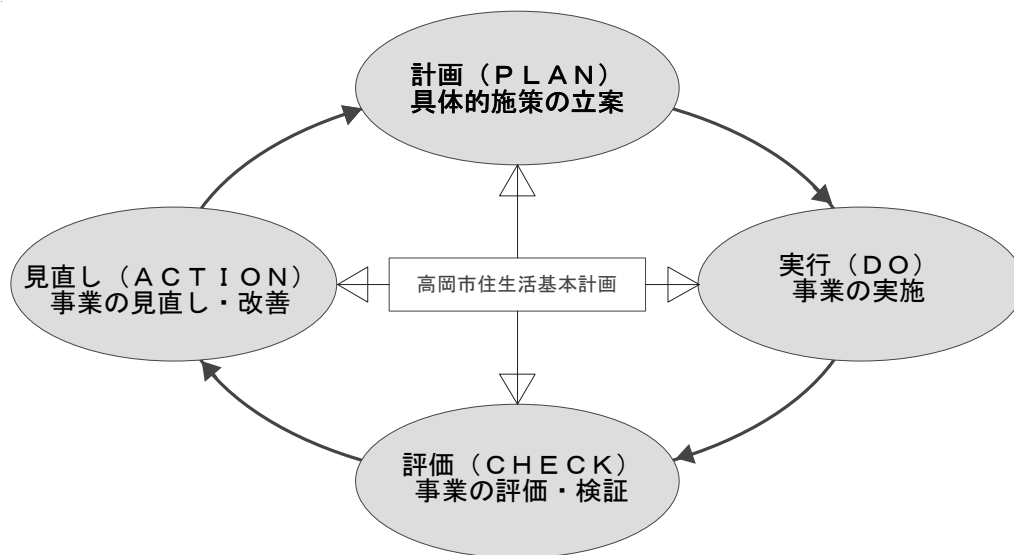 計画（ＰＬＡＮ）
具体的施策の立案
見直し（ＡＣＴＩＯＮ）
事業の見直し・改善
高岡市住生活基本計画
実行（ＤＯ）
事業の実施
評価（ＣＨＥＣＫ）
事業の評価・検証